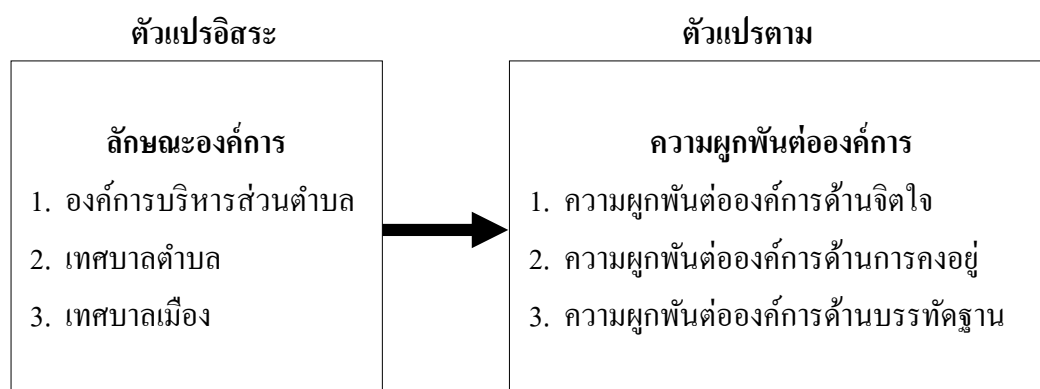 ตัวแปรอิสระ
ลักษณะองค์การ
1. องค์การบริหารส่วนตำบล
2. เทศบาลตำบล
3. เทศบาลเมือง
ตัวแปรตาม
ความผูกพันต่อองค์การ
1. ความผูกพันต่อองค์การด้านจิตใจ
2. ความผูกพันต่อองค์การด้านการคงอยู่
3. ความผูกพันต่อองค์การด้านบรรทัดฐาน